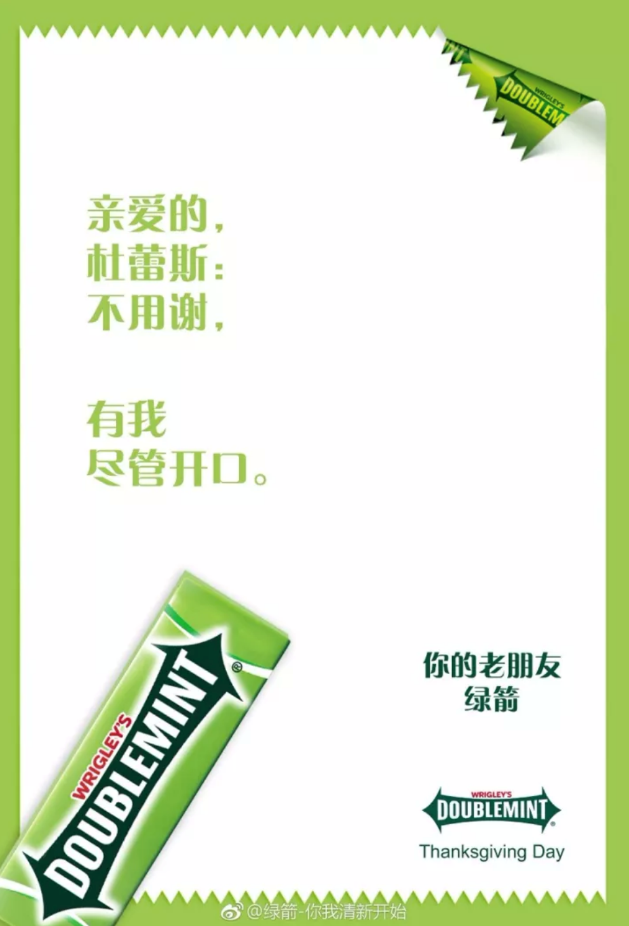 WRIGLEY'S
DOUBLEM
亲爱的，
杜蕾斯：
不用谢，
有我
尽管开口。
WRIGLEY'S
DOUBLEMINT®
你的老朋友
绿箭
WRIGLEY'S
DOUBLEMINT®
Thanksgiving Day
@绿箭-你我清新开始